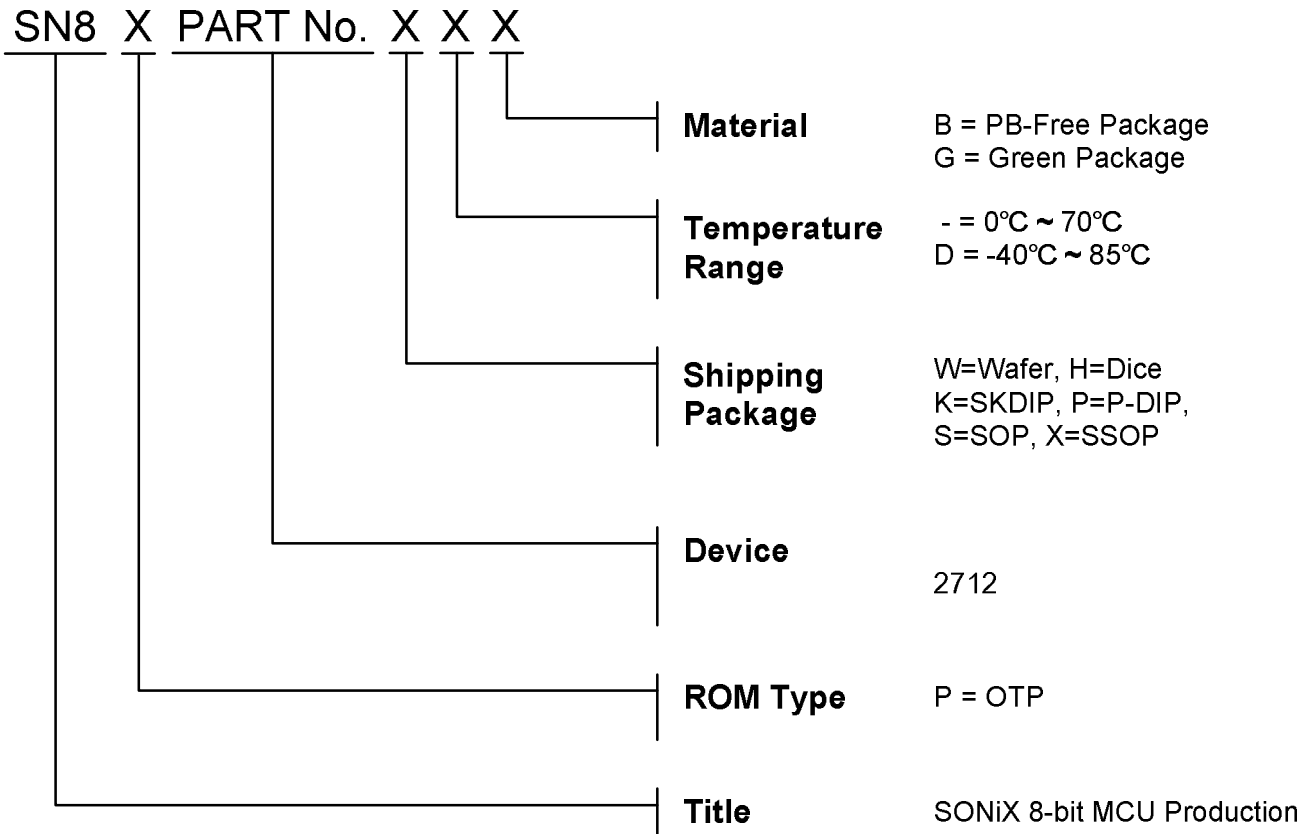 SN8 X PART No. X X X
Material B = PB-Free Package
G = Green Package
Temperature - = 0℃ ~ 70℃
Range D = -40℃ ~ 85℃
Shipping W=Wafer, H=Dice
Package K=SKDIP, P=P-DIP,
S=SOP, X=SSOP
Device
2712
ROM Type P = OTP
Title SONiX 8-bit MCU Production